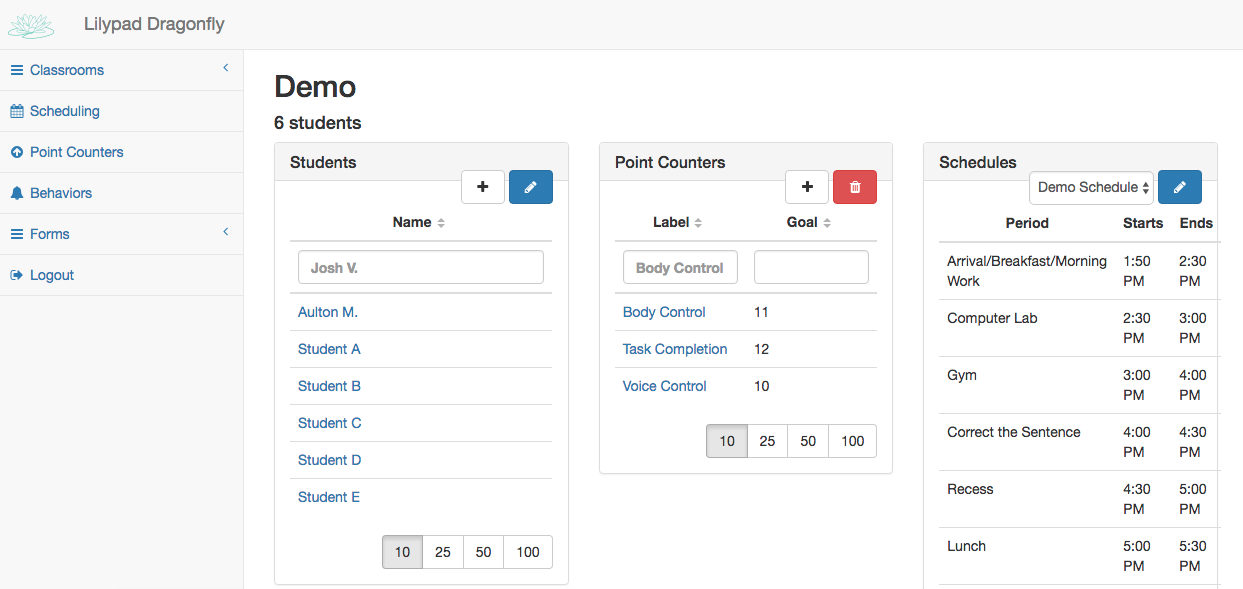 Lilypad Dragonfly
Classrooms
Scheduling
Point Counters
Behaviors
Forms
Logout
Demo
6 students
Students
Name
Josh V.
Aulton M.
Student A
Student B
Student C
Student D
Student E
10 25 50 100
Point Counters
Label Goal
Body Control
Body Control 11
Task Completion 12
Voice Control 10
10 25 50 100
Schedules
Demo Schedule
Period Starts Ends
Arrival/Breakfast/Morning 1:50 2:30
Work PM PM
Computer Lab 2:30 3:00
PM PM
Gym 3:00 4:00
PM PM
Correct the Sentence 4:00 4:30
PM PM
Recess 4:30 5:00
PM PM
Lunch 5:00 5:30
PM PM